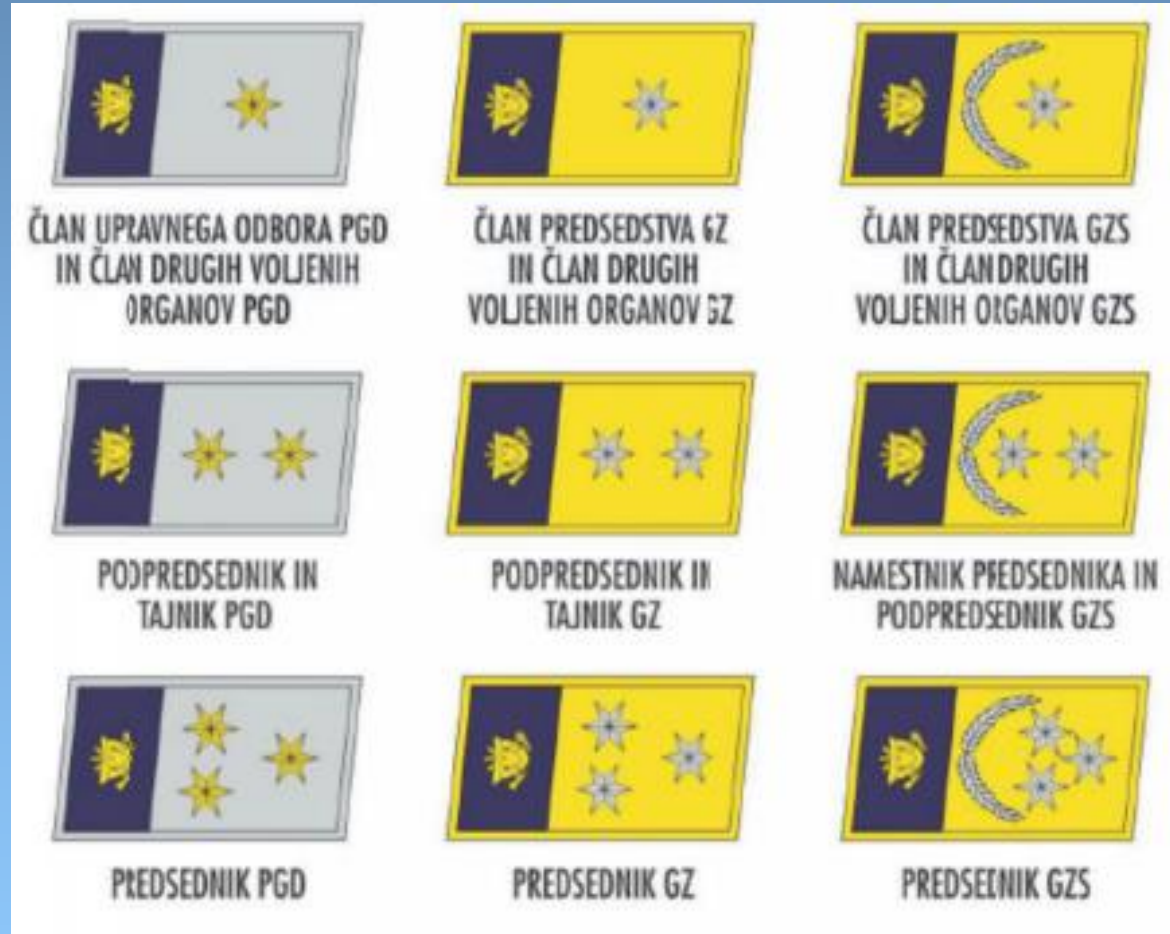 ČLAN UPRAVNEGA ODBORA PGD
IN ČLAN DRUGIH VOLJENIH
ORGANOV PGD
ČLAN PREDSEDSTVA GZ
IN ČLAN DRUGIH
VOLJENIH ORGANOV GZ
ČLAN PREDSEDSTVA GZS
IN ČLAN DRUGIH
VOLJENIH ORGANOV GZS
PODPREDSEDNIK IN
TAJNIK PGD
PODPREDSEDNIK IN
TAJNIK GZ
NAMESTNIK PREDSEDNIKA IN
PODPREDSEDNIK GZS
PREDSEDNIK PGD
PREDSEDNIK GZ
PREDSEDNIK GZS